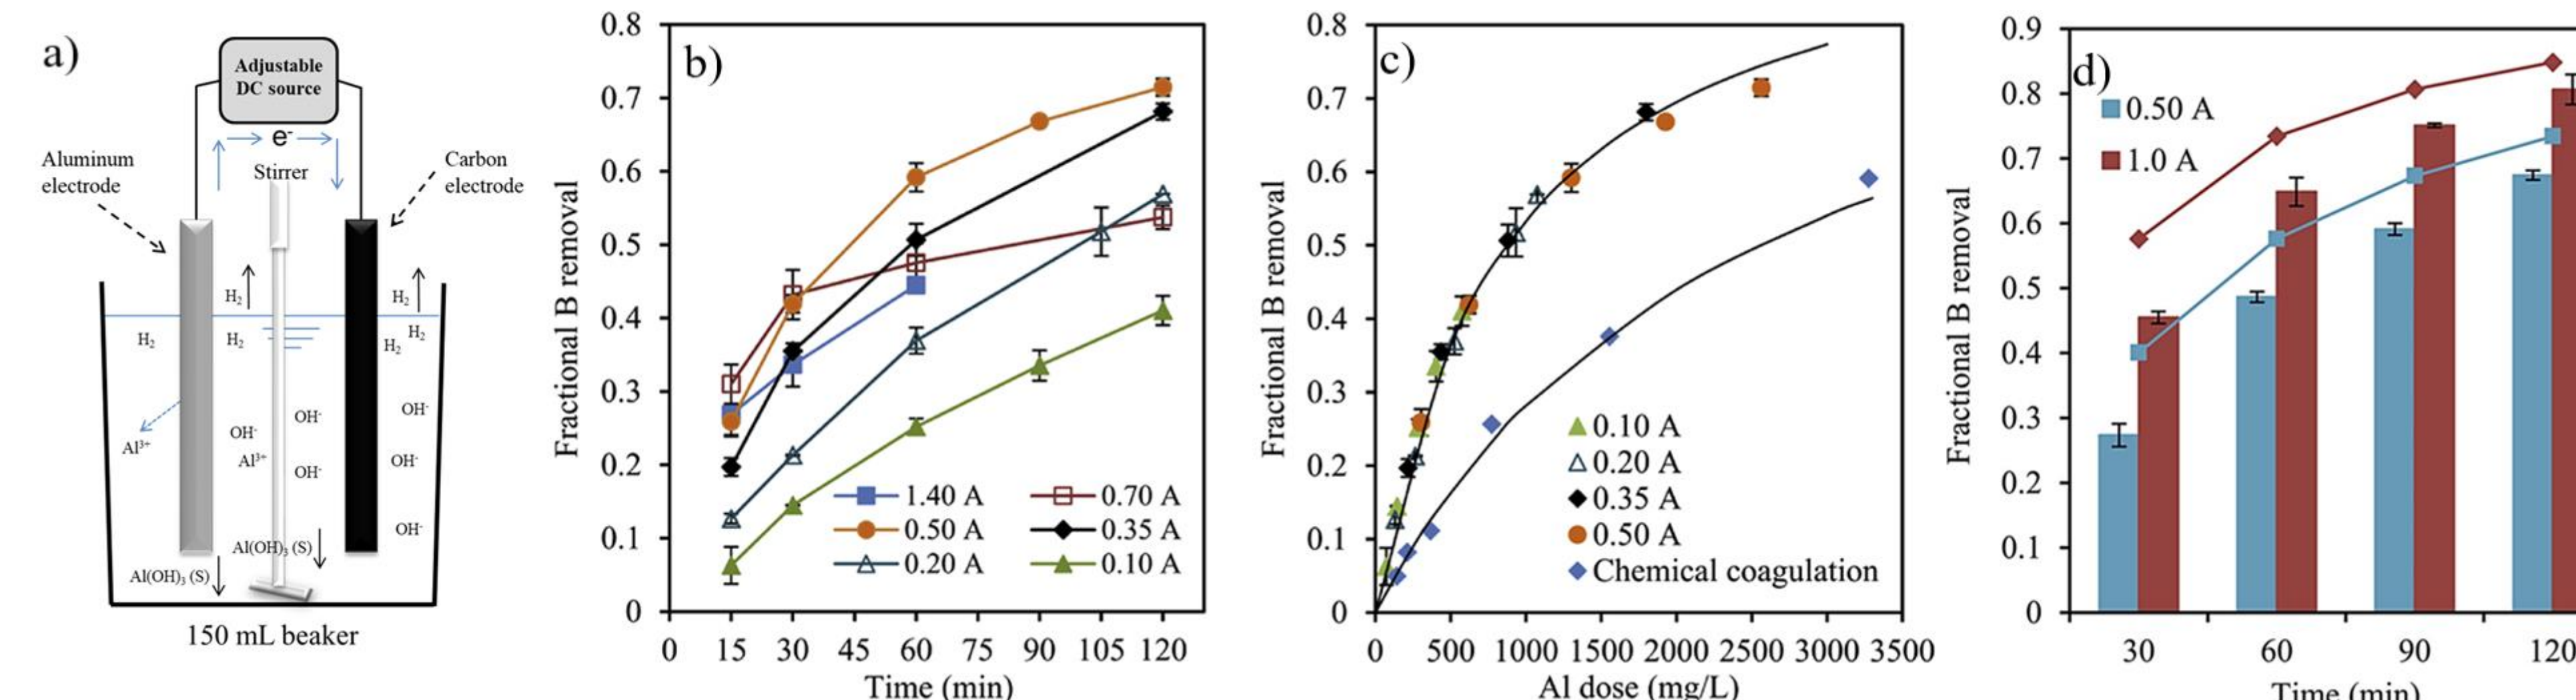 a)
Adjustable
DC source
e-
Stirrer
Aluminum
electrode
Carbon
electrode
H2
H2
H2
H2
H2
H2
OH-
OH-
OH-
OH-
OH-
OH-
Al3+
Al3+
Al(OH)3 (S)
Al(OH)3 (S)
150 mL beaker
b)
Fractional B removal
0.8
0.7
0.6
0.5
0.4
0.3
0.2
0.1
0
1.40 A
0.70 A
0.50 A
0.35 A
0.20 A
0.10 A
0 15 30 45 60 75 90 105 120
Time (min)
c)
Fractional B removal
0.8
0.7
0.6
0.5
0.4
0.3
0.2
0.1
0
0.10 A
0.20 A
0.35 A
0.50 A
Chemical coagulation
0 500 1000 1500 2000 2500 3000 3500
Al dose (mg/L)
d)
Fractional B removal
0.9
0.8
0.7
0.6
0.5
0.4
0.3
0.2
0.1
0
0.50 A
1.0 A
30 60 90 120
Time (min)